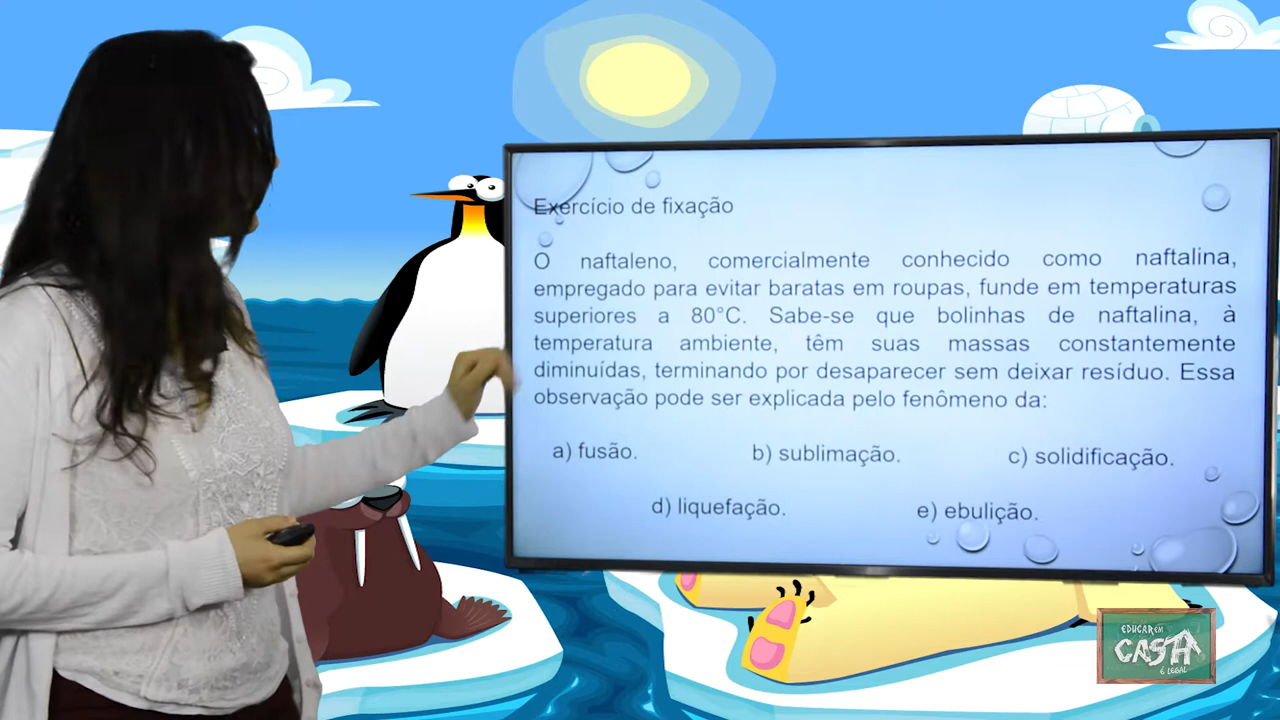 Exercício de fixação
O naftaleno, comercialmente conhecido como naftalina,
empregado para evitar baratas em roupas, funde em temperaturas
superiores a 80°C. Sabe-se que bolinhas de naftalina, à
temperatura ambiente, têm suas massas constantemente
diminuídas, terminando por desaparecer sem deixar resíduo. Essa
observação pode ser explicada pelo fenômeno da:
a) fusão. b) sublimação. c) solidificação.
d) liquefação. e) ebulição.
EDUCAR EM
CASA
É LEGAL